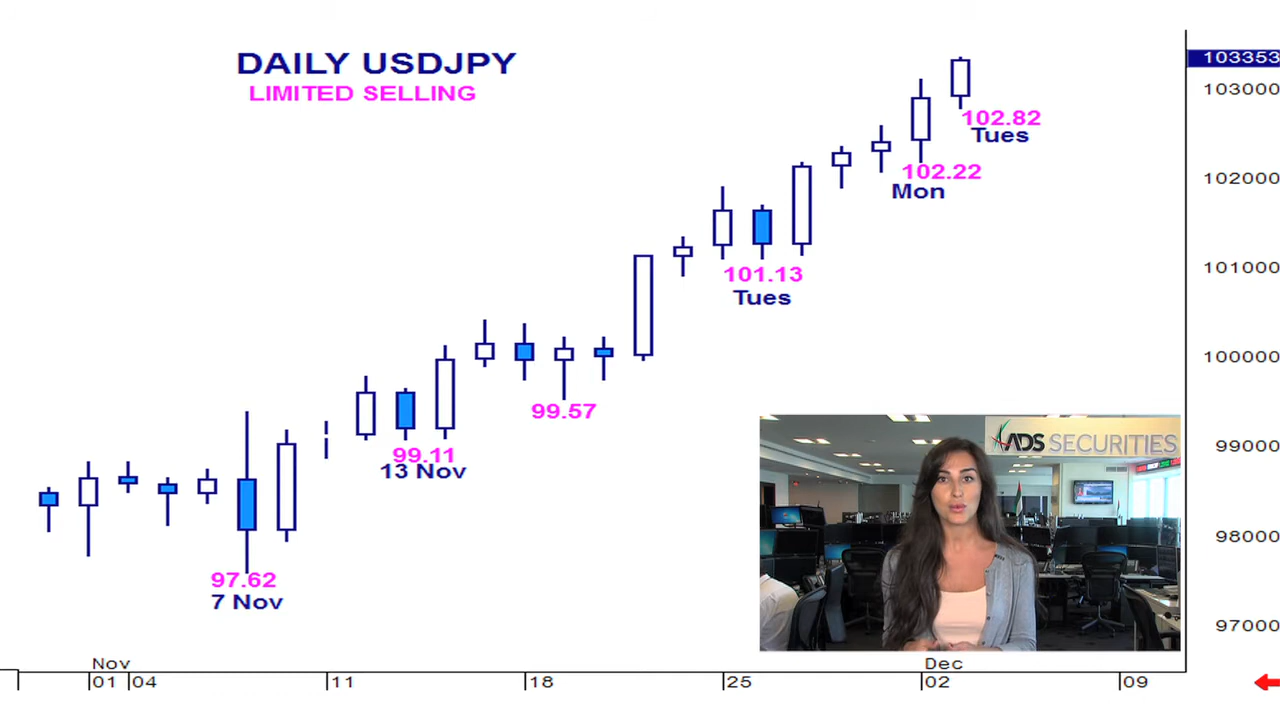 DAILY USDJPY
LIMITED SELLING
103353
103000
102.82
Tues
102.22
Mon
102000
101.13
Tues
101000
100000
99.57
99.11
13 Nov
99000
ADS SECURITIES
98000
97.62
7 Nov
97000
Nov
Dec
01 04 11 18 25 02 09